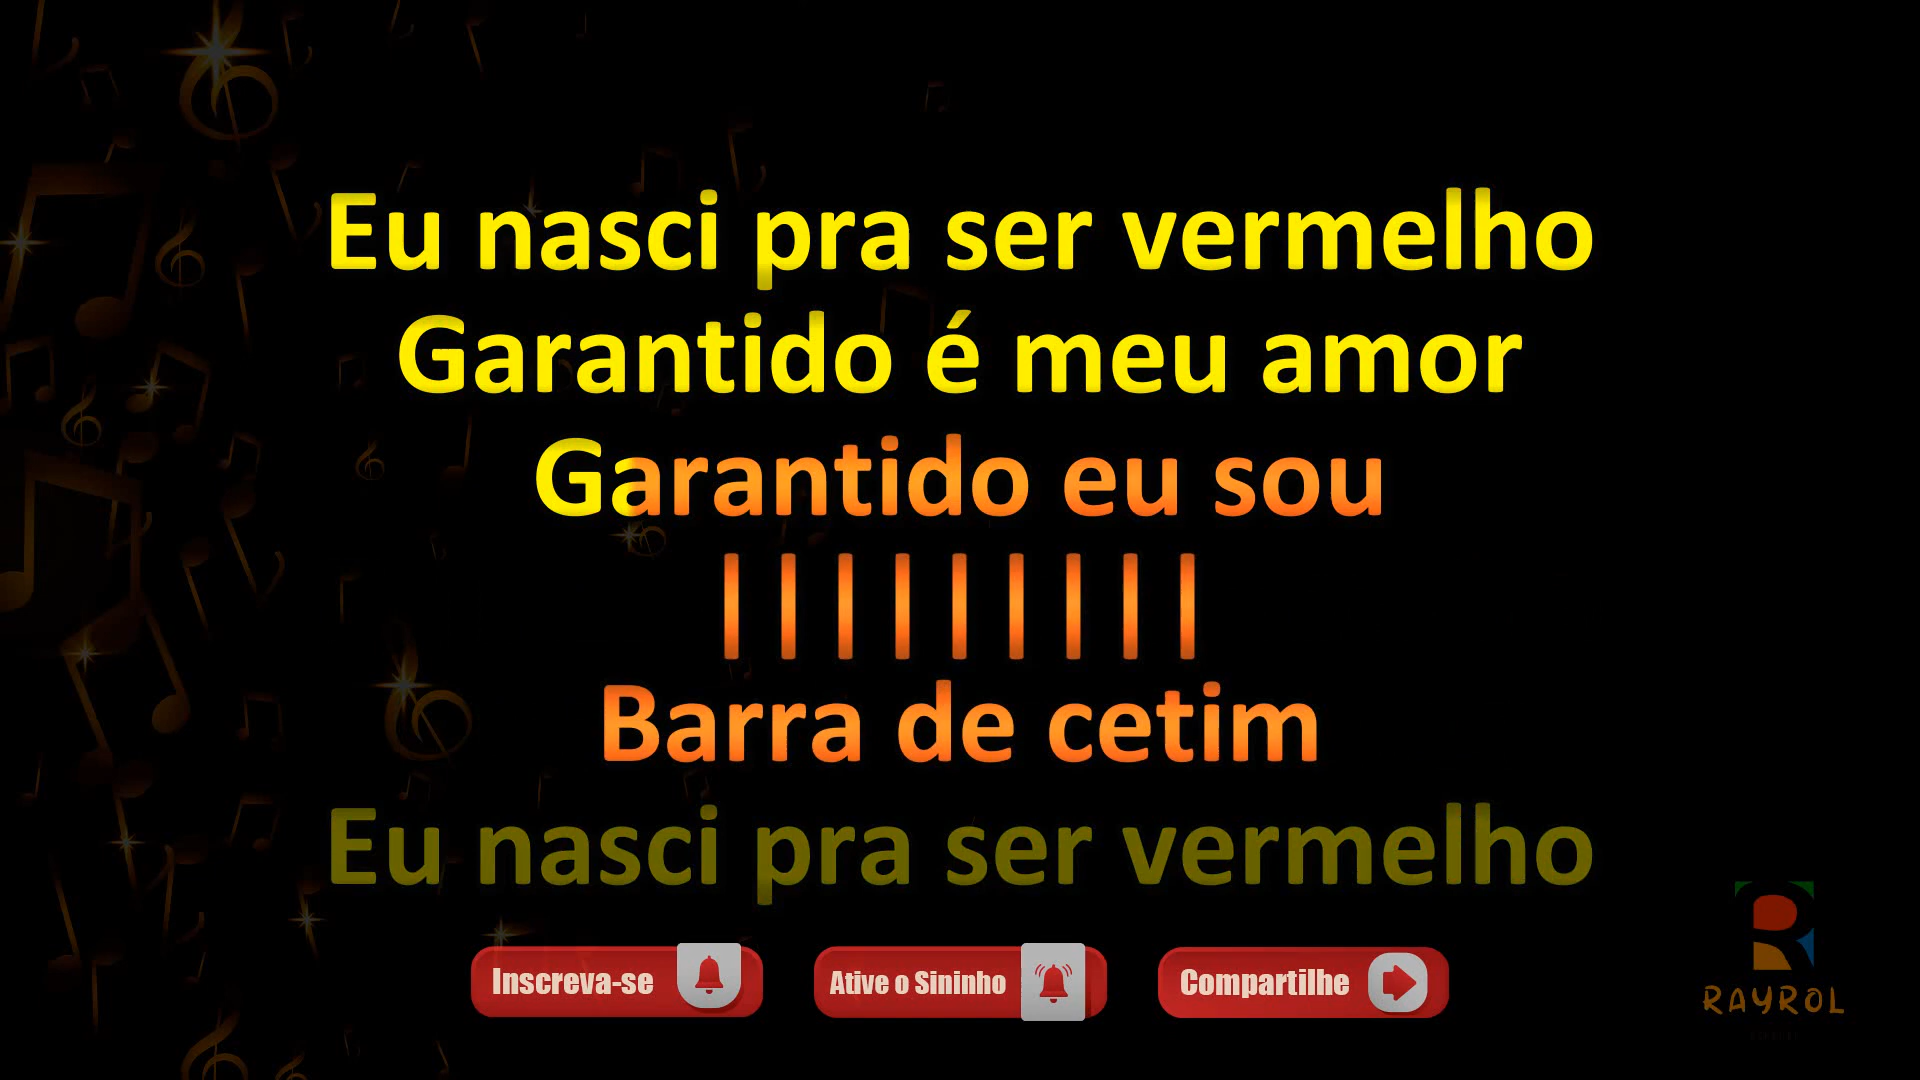 Eu nasci pra ser vermelho
Garantido é meu amor
Garantido eu sou
| | | | | | | | |
Barra de cetim
Eu nasci pra ser vermelho
Inscreva-se
Ative o Sininho
Compartilhe
RAYROL